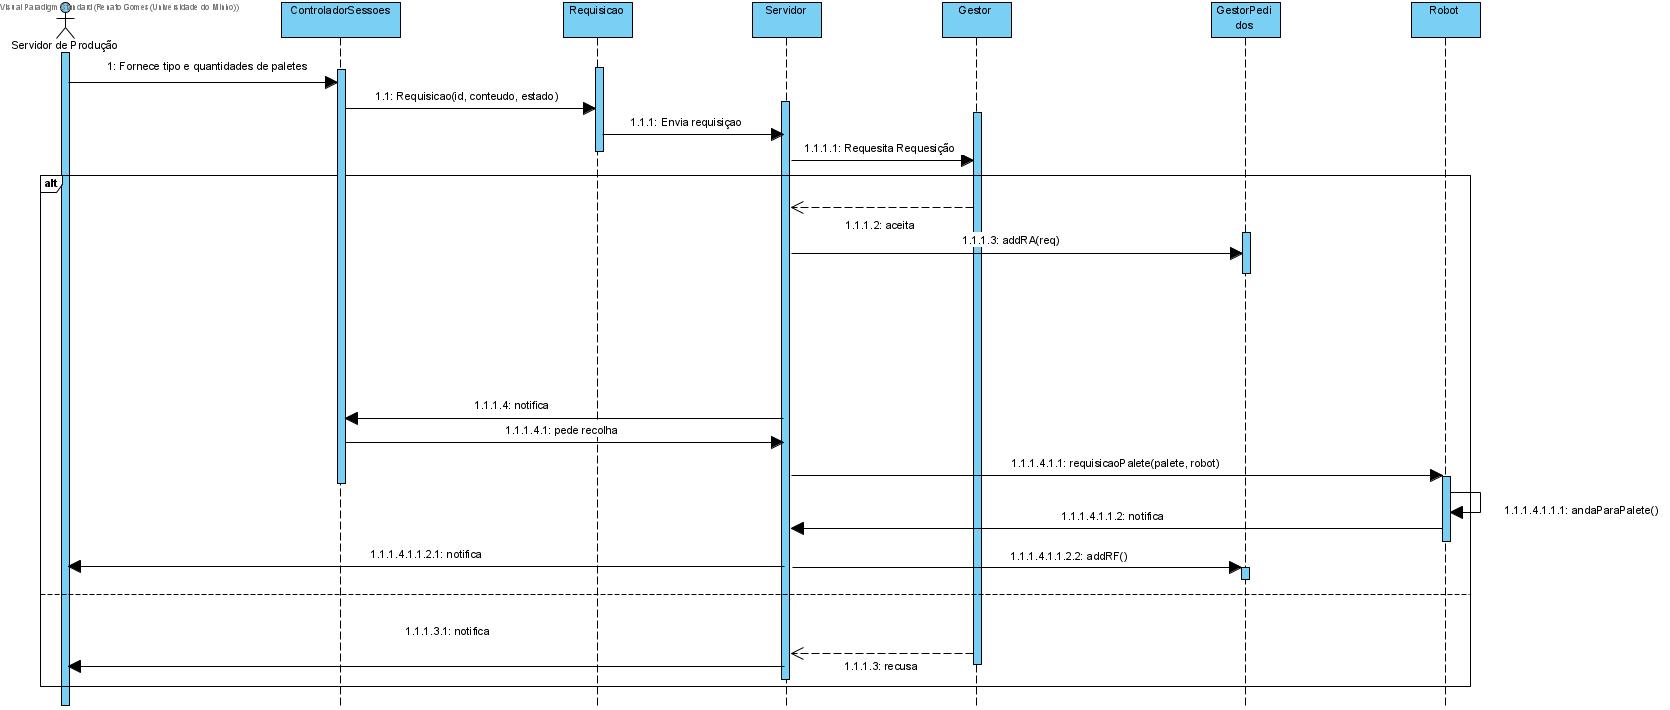 Visual Paradigm Standard (Renato Gomes (Universidade do Minho))
Servidor de Produção
ControladorSessoes
Requisicao
Servidor
Gestor
GestorPedi
dos
Robot
1: Fornece tipo e quantidades de paletes
1.1: Requisicao(id, conteudo, estado)
1.1.1: Envia requisiçao
1.1.1.1: Requesita Requesição
alt
1.1.1.2: aceita
1.1.1.3: addRA(req)
1.1.1.4: notifica
1.1.1.4.1: pede recolha
1.1.1.4.1.1: requisicaoPalete(palete, robot)
1.1.1.4.1.1.1: andaParaPalete()
1.1.1.4.1.1.2: notifica
1.1.1.4.1.1.2.1: notifica
1.1.1.4.1.1.2.2: addRF()
1.1.1.3.1: notifica
1.1.1.3: recusa